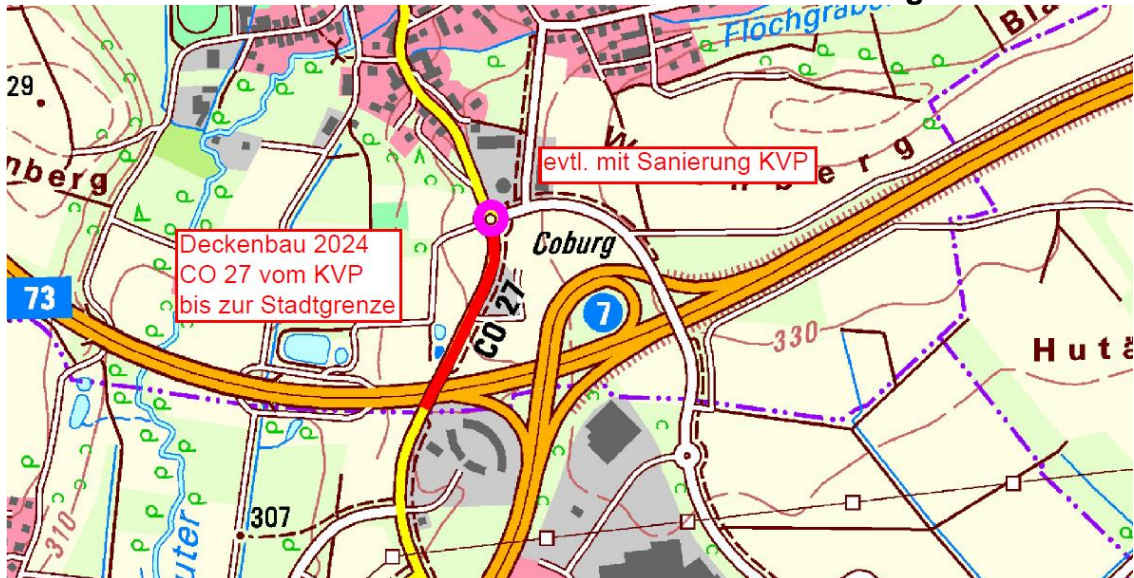 Flochgraben
29
evtl. mit Sanierung KVP
nberg
Deckenbau 2024
CO 27 vom KVP
bis zur Stadtgrenze
Coburg
73
CO 27
7
330
Hutä
307
310
uter